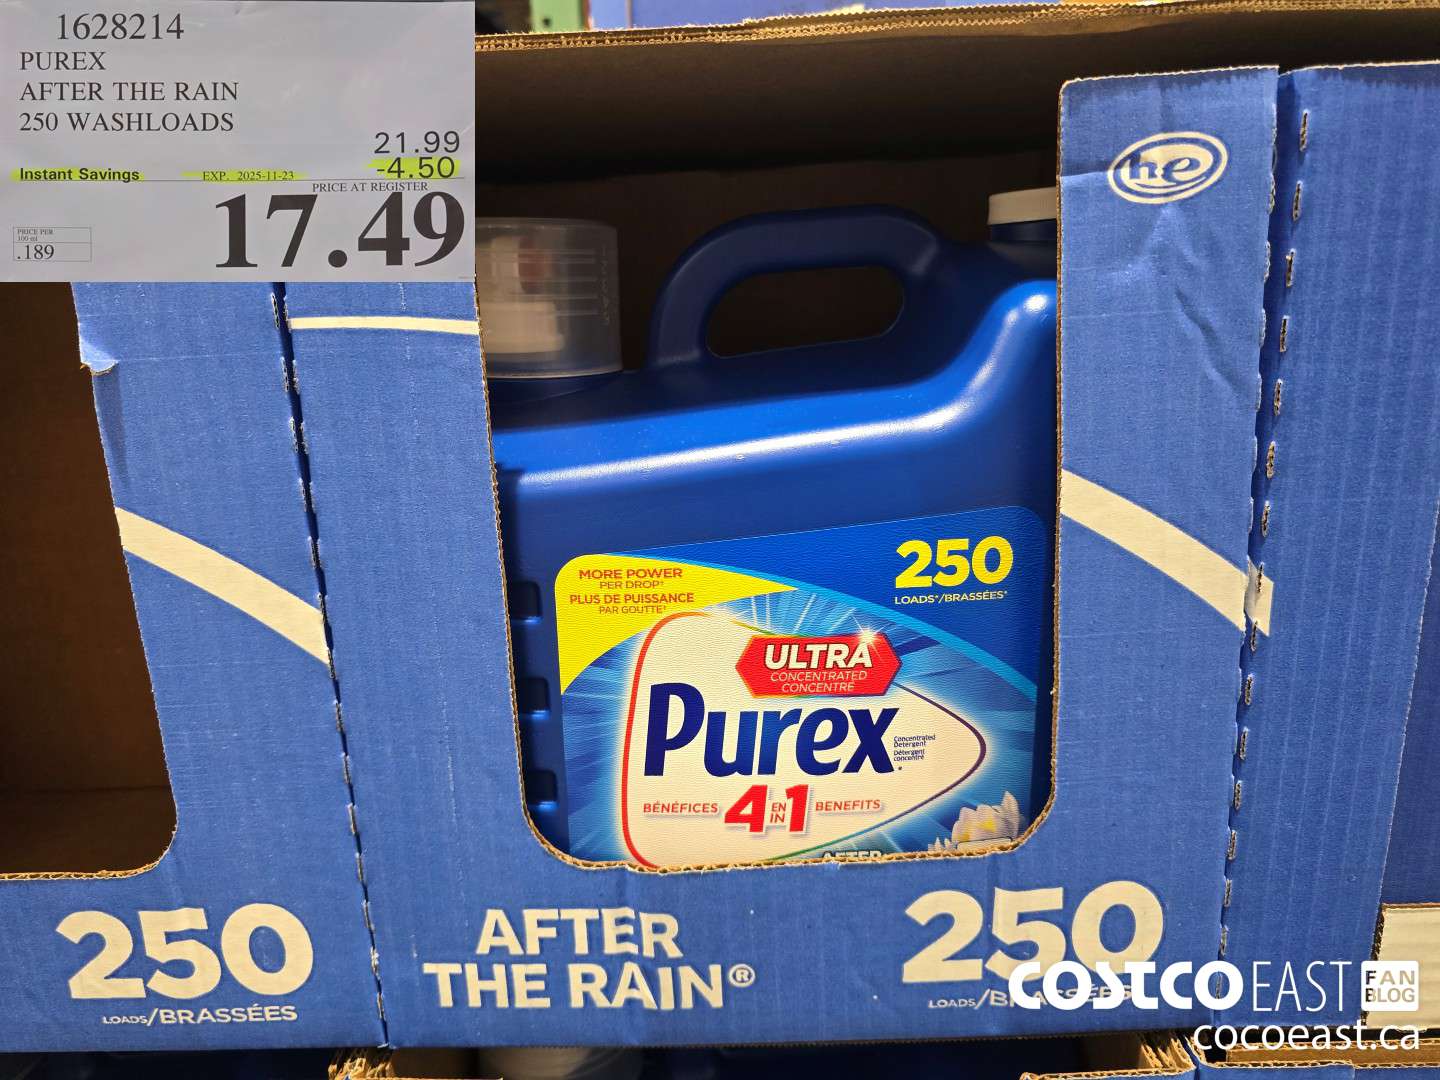 1628214
PUREX
AFTER THE RAIN
250 WASHLOADS
21.99
Instant Savings EXP. 2025-11-23 -4.50
PRICE AT REGISTER
17.49
PRICE PER
100 ml
.189
he
MORE POWER
PER DROP†
PLUS DE PUISSANCE
PAR GOUTTE†
250
LOADS*/BRASSÉES*
ULTRA
CONCENTRATED
CONCENTRÉ
Purex
Concentrated
Detergent
Détergent
concentré
BÉNÉFICES 4 EN IN 1 BENEFITS
AFTER
250
LOADS/BRASSÉES
AFTER
THE RAIN®
250
LOADS/BRASSÉES
COSTCO EAST FAN BLOG
cocoeast.ca